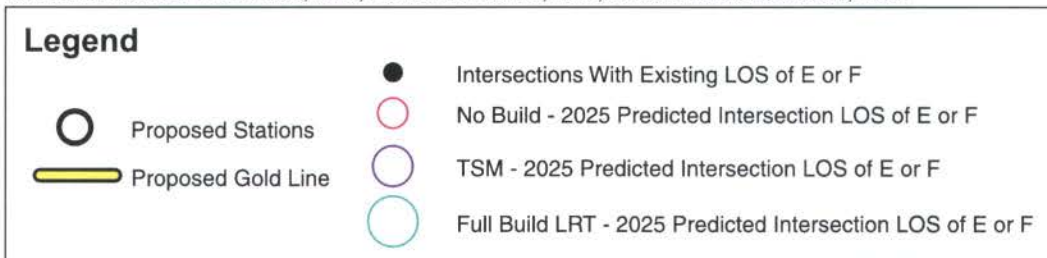 Legend
Proposed Stations
Proposed Gold Line
Intersections With Existing LOS of E or F
No Build - 2025 Predicted Intersection LOS of E or F
TSM - 2025 Predicted Intersection LOS of E or F
Full Build LRT - 2025 Predicted Intersection LOS of E or F